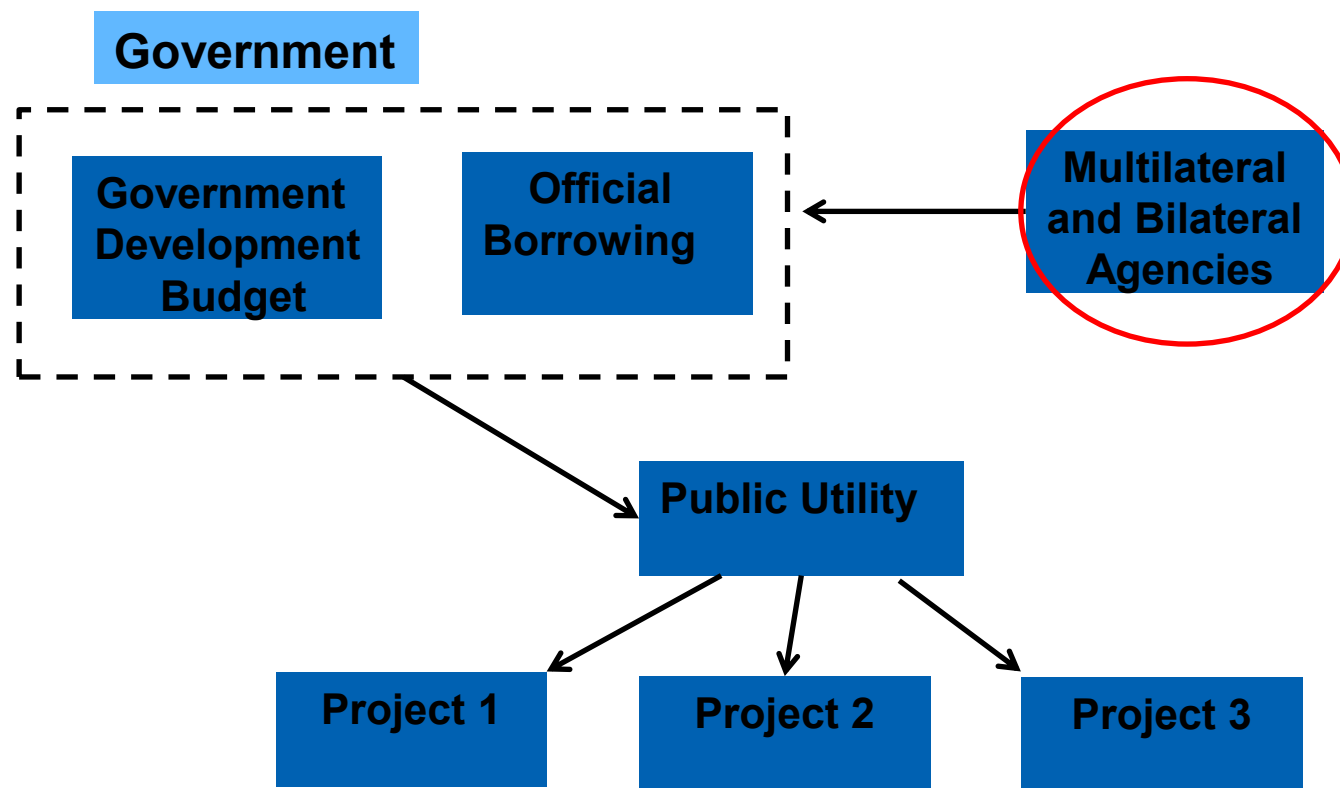 Government
Government
Development
Budget
Official
Borrowing
Multilateral
and Bilateral
Agencies
Public Utility
Project 1
Project 2
Project 3